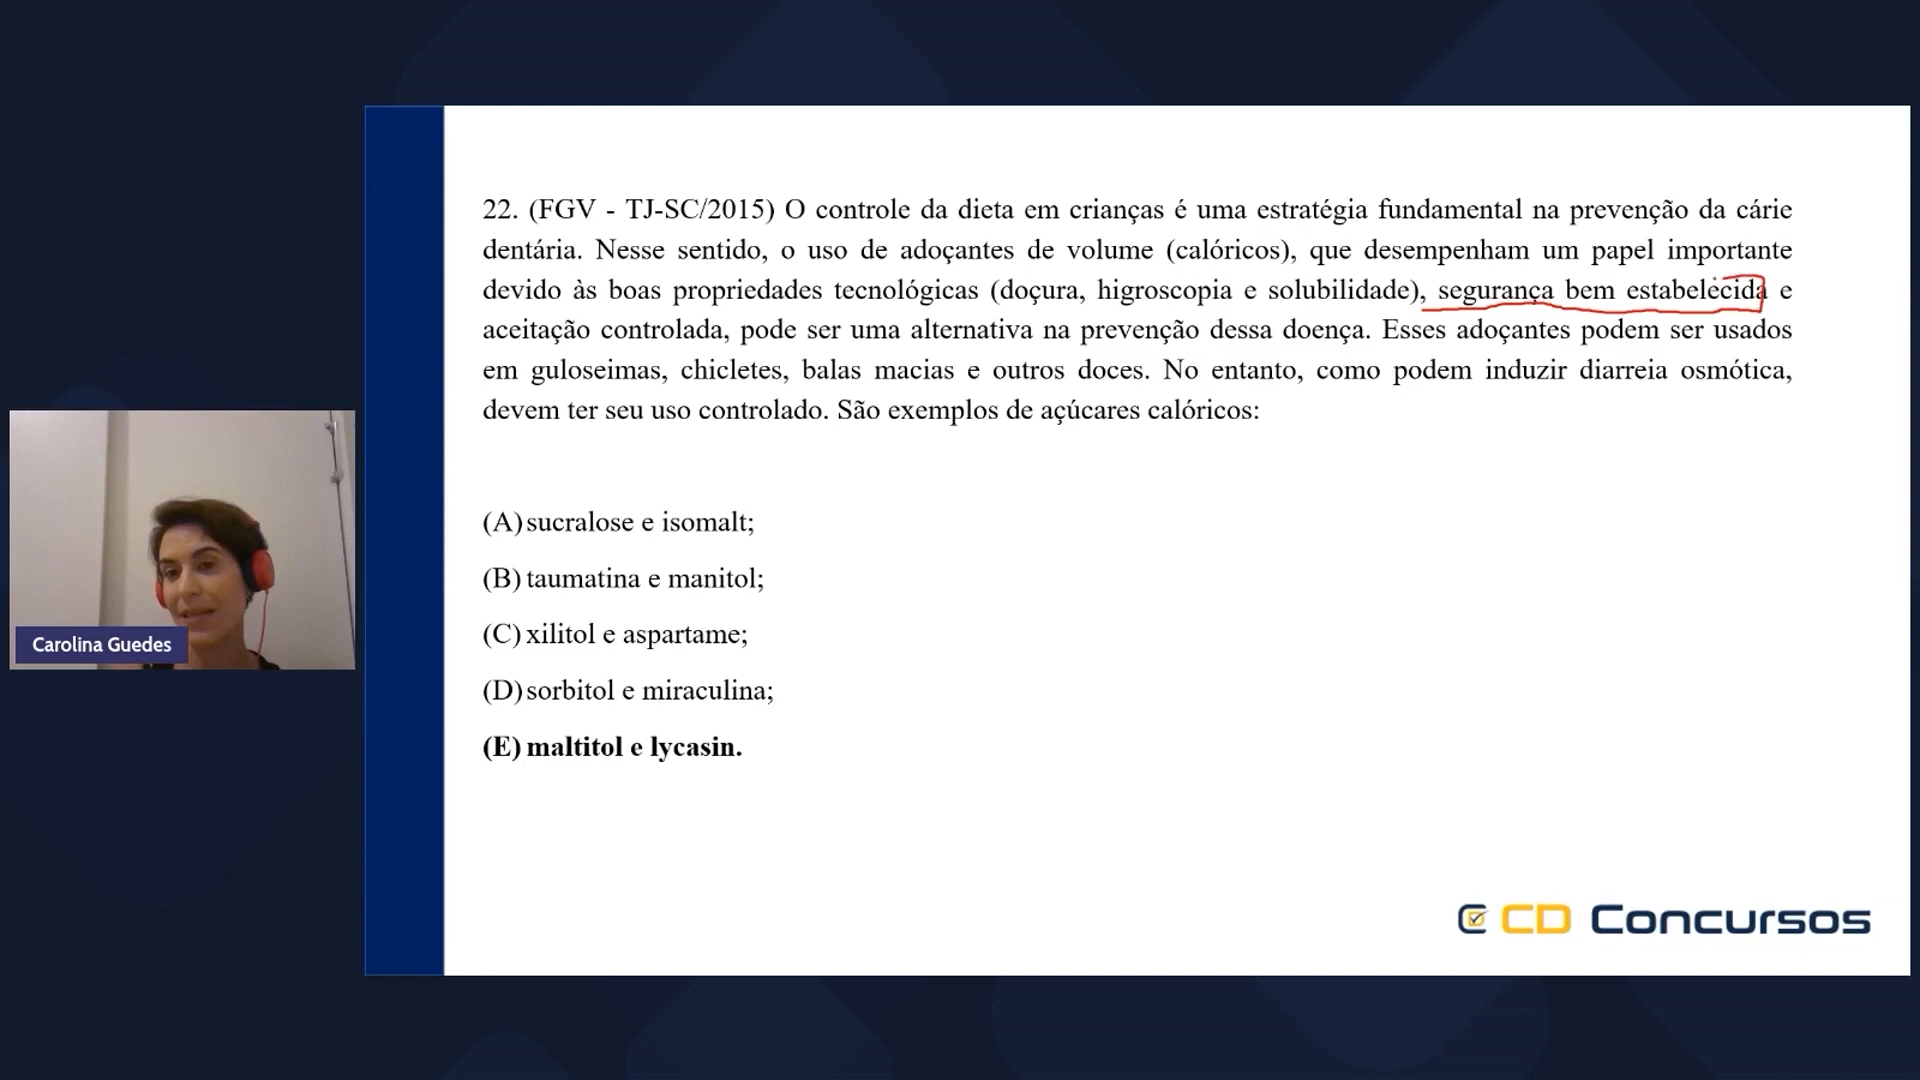 22. (FGV - TJ-SC/2015) O controle da dieta em crianças é uma estratégia fundamental na prevenção da cárie
dentária. Nesse sentido, o uso de adoçantes de volume (calóricos), que desempenham um papel importante
devido às boas propriedades tecnológicas (doçura, higroscopia e solubilidade), segurança bem estabelecida e
aceitação controlada, pode ser uma alternativa na prevenção dessa doença. Esses adoçantes podem ser usados
em guloseimas, chicletes, balas macias e outros doces. No entanto, como podem induzir diarreia osmótica,
devem ter seu uso controlado. São exemplos de açúcares calóricos:
(A) sucralose e isomalt;
(B) taumatina e manitol;
(C) xilitol e aspartame;
(D) sorbitol e miraculina;
(E) maltitol e lycasin.
Carolina Guedes
CD Concursos